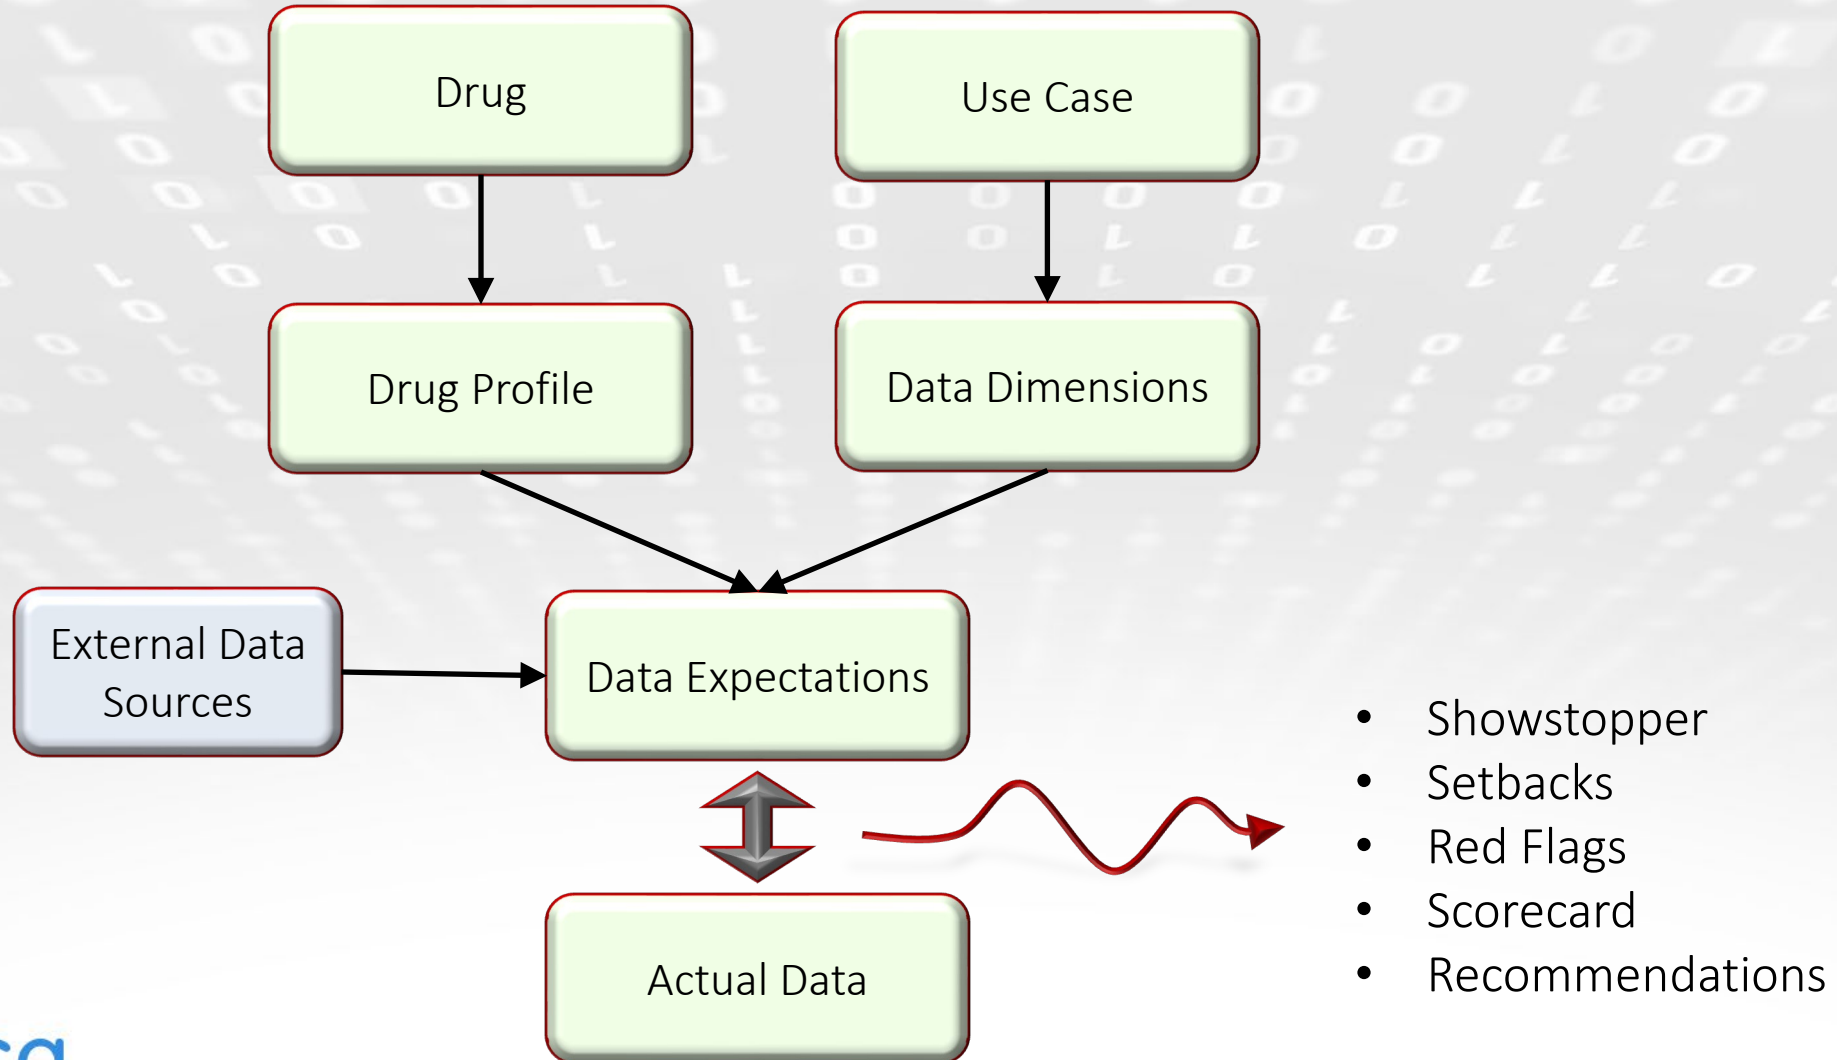 Drug
Use Case
Drug Profile
Data Dimensions
External Data
Sources
Data Expectations
• Showstopper
• Setbacks
• Red Flags
• Scorecard
• Recommendations
Actual Data